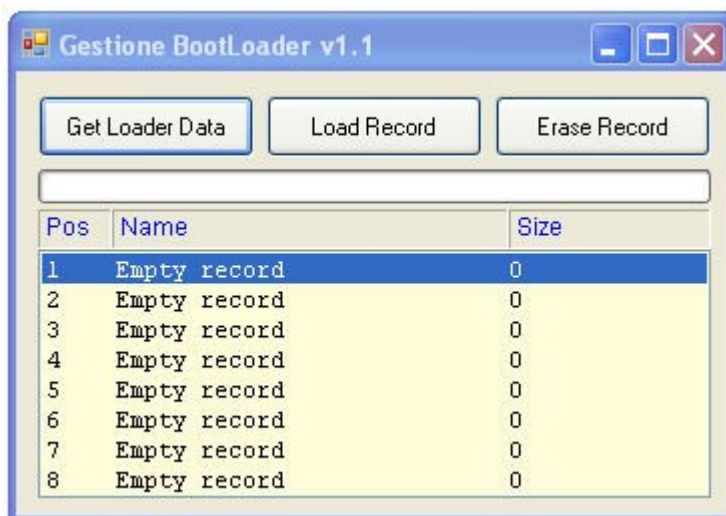 Gestione BootLoader v1.1
Get Loader Data Load Record Erase Record
Pos Name Size
1 Empty record 0
2 Empty record 0
3 Empty record 0
4 Empty record 0
5 Empty record 0
6 Empty record 0
7 Empty record 0
8 Empty record 0